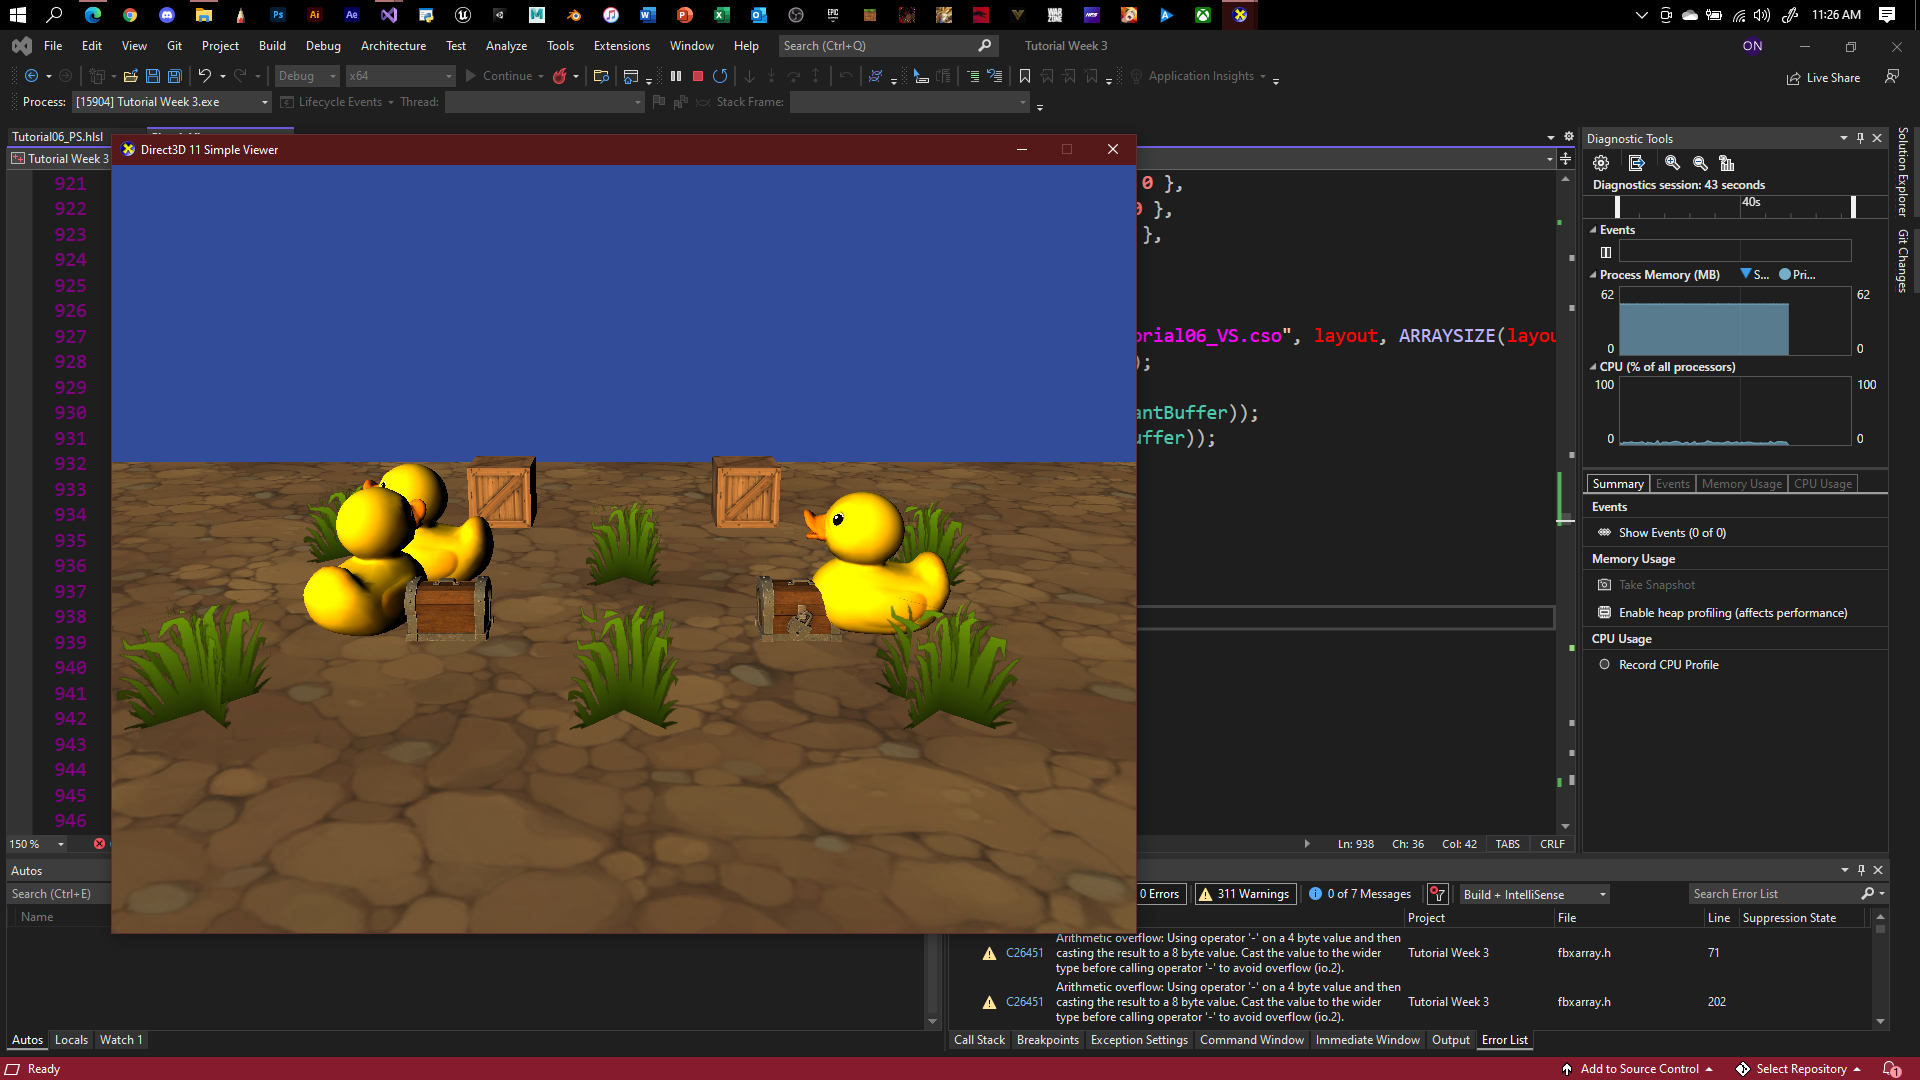 Ps
Ai
Ae
EPIC
WAR ZONE
NFS
11:26 AM
File Edit View Git Project Build Debug Architecture Test Analyze Tools Extensions Window Help Search (Ctrl+Q) Tutorial Week 3 ON
Debug x64 Continue Application Insights Live Share
Process: [15904] Tutorial Week 3.exe Lifecycle Events Thread: Stack Frame:
Tutorial06_PS.hlsl
Tutorial Week 3
Direct3D 11 Simple Viewer
921
922
923
924
925
926
927
928
929
930
931
932
933
934
935
936
937
938
939
940
941
942
943
944
945
946
0 },
0 },
},
orial06_VS.cso", layout, ARRAYSIZE(layou
);
antBuffer));
uffer));
150 %
Ln: 938 Ch: 36 Col: 42 TABS CRLF
Diagnostic Tools
Diagnostics session: 43 seconds
40s
Events
Process Memory (MB) S... Pri...
62 62
0 0
CPU (% of all processors)
100 100
0 0
Summary Events Memory Usage CPU Usage
Events
Show Events (0 of 0)
Memory Usage
Take Snapshot
Enable heap profiling (affects performance)
CPU Usage
Record CPU Profile
Solution Explorer
Git Changes
Autos
Search (Ctrl+E)
Name
Autos Locals Watch 1
0 Errors 311 Warnings 0 of 7 Messages Build + IntelliSense Search Error List
Project File Line Suppression State
C26451 Arithmetic overflow: Using operator '-' on a 4 byte value and then casting the result to a 8 byte value. Cast the value to the wider type before calling operator '-' to avoid overflow (io.2). Tutorial Week 3 fbxarray.h 71
C26451 Arithmetic overflow: Using operator '-' on a 4 byte value and then casting the result to a 8 byte value. Cast the value to the wider type before calling operator '-' to avoid overflow (io.2). Tutorial Week 3 fbxarray.h 202
Call Stack Breakpoints Exception Settings Command Window Immediate Window Output Error List
Ready Add to Source Control Select Repository 1